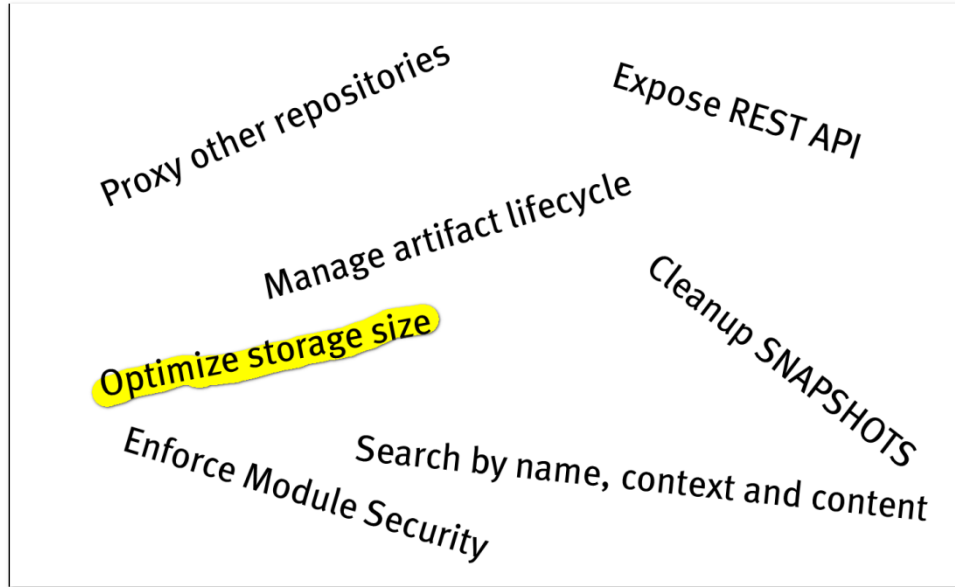 Proxy other repositories
Expose REST API
Manage artifact lifecycle
Cleanup SNAPSHOTS
Optimize storage size
Enforce Module Security
Search by name, context and content